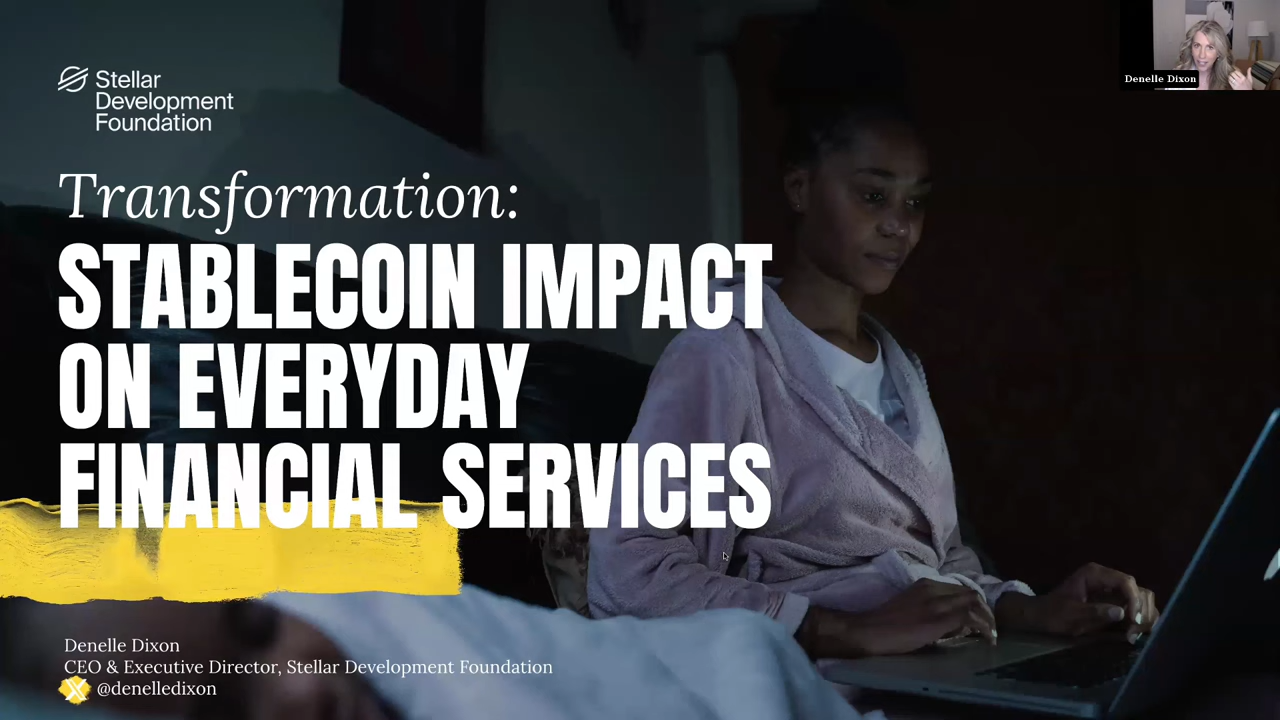 Denelle Dixon
Stellar
Development
Foundation
Transformation:
STABLECOIN IMPACT
ON EVERYDAY
FINANCIAL SERVICES
Denelle Dixon
CEO & Executive Director, Stellar Development Foundation
@denelledixon